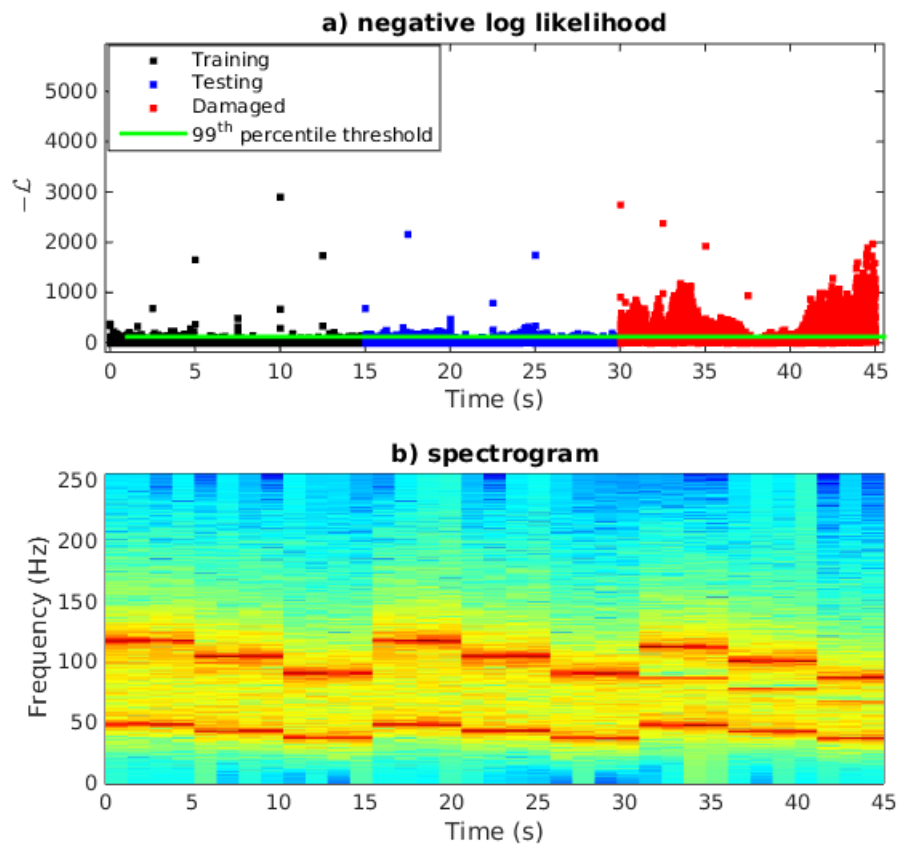 a) negative log likelihood
Training
Testing
Damaged
99th percentile threshold
5000
4000
3000
2000
1000
0
-ℒ
0 5 10 15 20 25 30 35 40 45
Time (s)
b) spectrogram
250
200
150
100
50
0
Frequency (Hz)
0 5 10 15 20 25 30 35 40 45
Time (s)